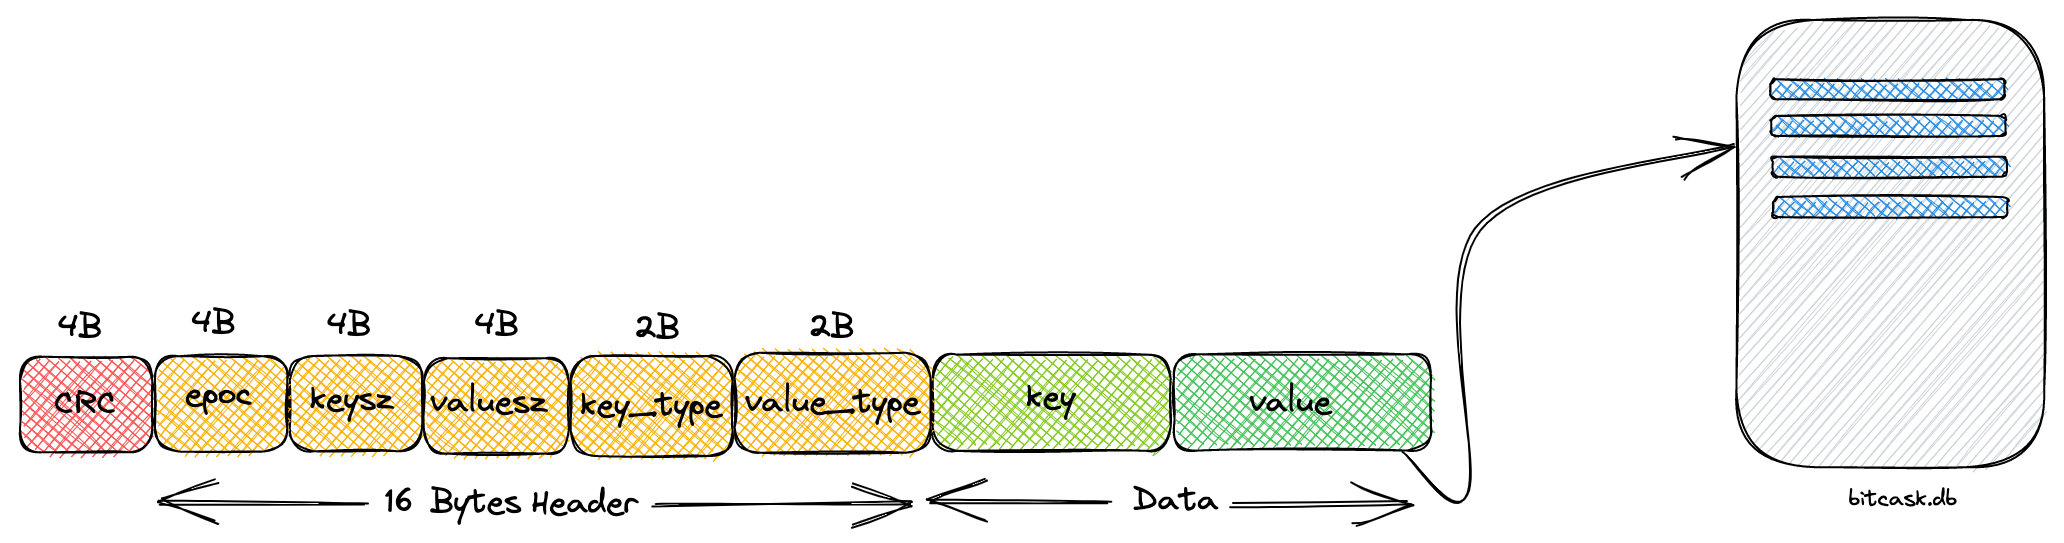 4B 4B 4B 4B 2B 2B
CRC epoc keysz valuesz key_type value_type key value
16 Bytes Header Data
bitcask.db